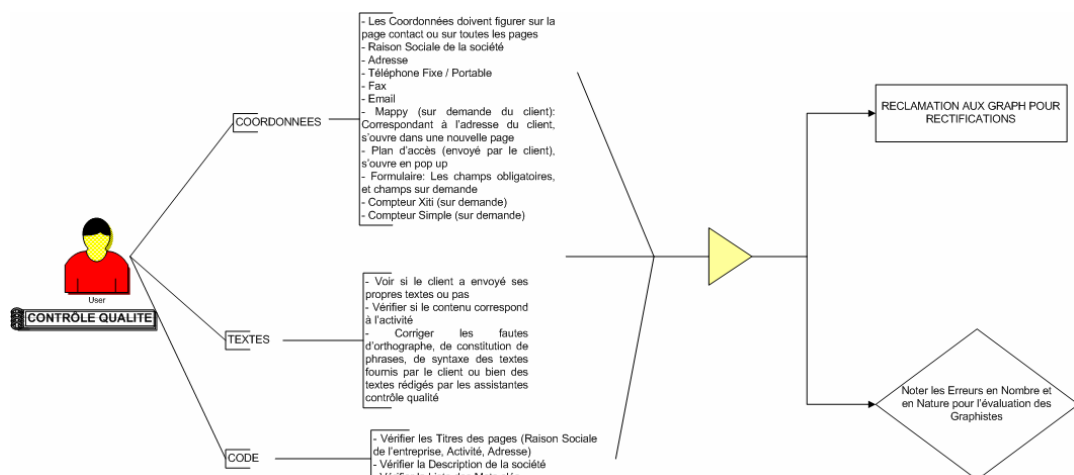 - Les Coordonnées doivent figurer sur la
page contact ou sur toutes les pages
- Raison Sociale de la société
- Adresse
- Téléphone Fixe / Portable
- Fax
- Email
- Mappy (sur demande du client):
Correspondant à l'adresse du client,
s'ouvre dans une nouvelle page
- Plan d'accès (envoyé par le client),
s'ouvre en pop up
- Formulaire: Les champs obligatoires,
et champs sur demande
- Compteur Xiti (sur demande)
- Compteur Simple (sur demande)
COORDONNEES
RECLAMATION AUX GRAPH POUR
RECTIFICATIONS
User
CONTRÔLE QUALITE
TEXTES
- Voir si le client a envoyé ses
propres textes ou pas
- Vérifier si le contenu correspond
à l'activité
- Corriger les fautes
d'orthographe, de constitution de
phrases, de syntaxe des textes
fournis par le client ou bien des
textes rédigés par les assistantes
contrôle qualité
Noter les Erreurs en Nombre et
en Nature pour l'évaluation des
Graphistes
CODE
- Vérifier les Titres des pages (Raison Sociale
de l'entreprise, Activité, Adresse)
- Vérifier la Description de la société